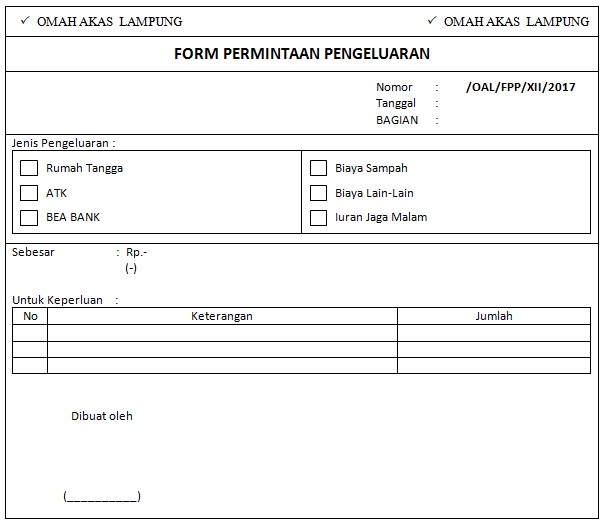 ✓ OMAH AKAS LAMPUNG ✓ OMAH AKAS LAMPUNG
FORM PERMINTAAN PENGELUARAN
Nomor : /OAL/FPP/XII/2017
Tanggal :
BAGIAN :
Jenis Pengeluaran :
Rumah Tangga Biaya Sampah
ATK Biaya Lain-Lain
BEA BANK Iuran Jaga Malam
Sebesar : Rp.-
(-)
Untuk Keperluan :
No Keterangan Jumlah
Dibuat oleh
(__________)